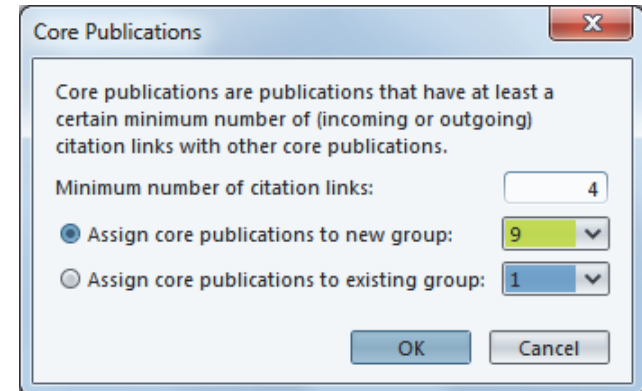 Core Publications
Core publications are publications that have at least a
certain minimum number of (incoming or outgoing)
citation links with other core publications.
Minimum number of citation links: 4
Assign core publications to new group: 9
Assign core publications to existing group: 1
OK Cancel